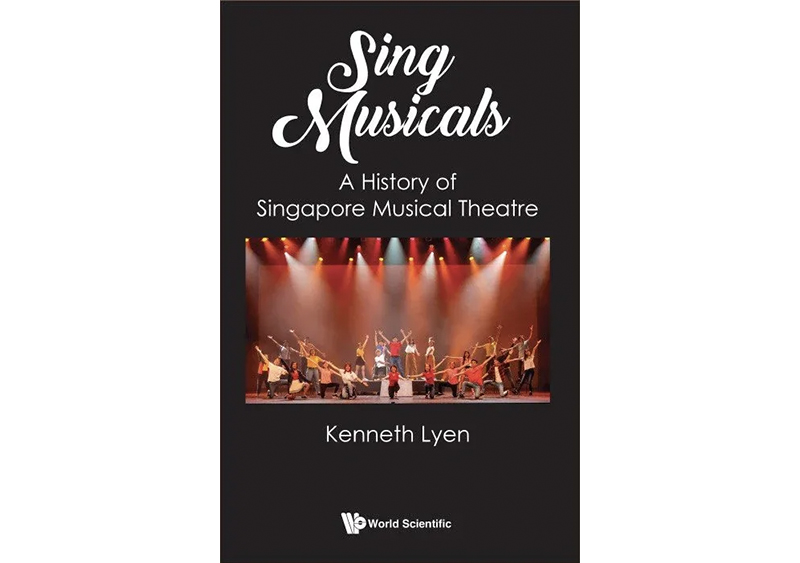 Sing
Musicals
A History of
Singapore Musical Theatre
Kenneth Lyen
World Scientific